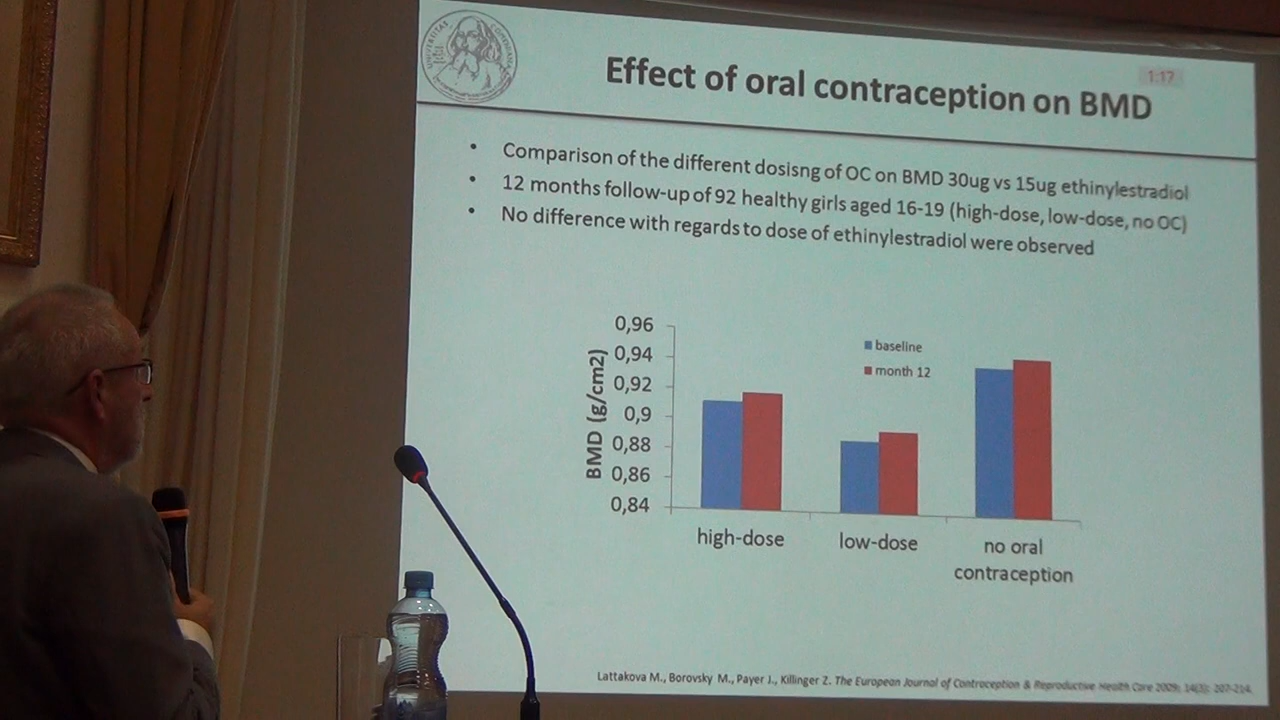 Effect of oral contraception on BMD
1:17
• Comparison of the different dosisng of OC on BMD 30ug vs 15ug ethinylestradiol
• 12 months follow-up of 92 healthy girls aged 16-19 (high-dose, low-dose, no OC)
• No difference with regards to dose of ethinylestradiol were observed
BMD (g/cm2)
0,96
0,94
0,92
0,9
0,88
0,86
0,84
baseline
month 12
high-dose
low-dose
no oral
contraception
Lattakova M., Borovsky M., Payer J., Killinger Z. The European Journal of Contraception & Reproductive Health Care 2009; 14(3): 207-214.